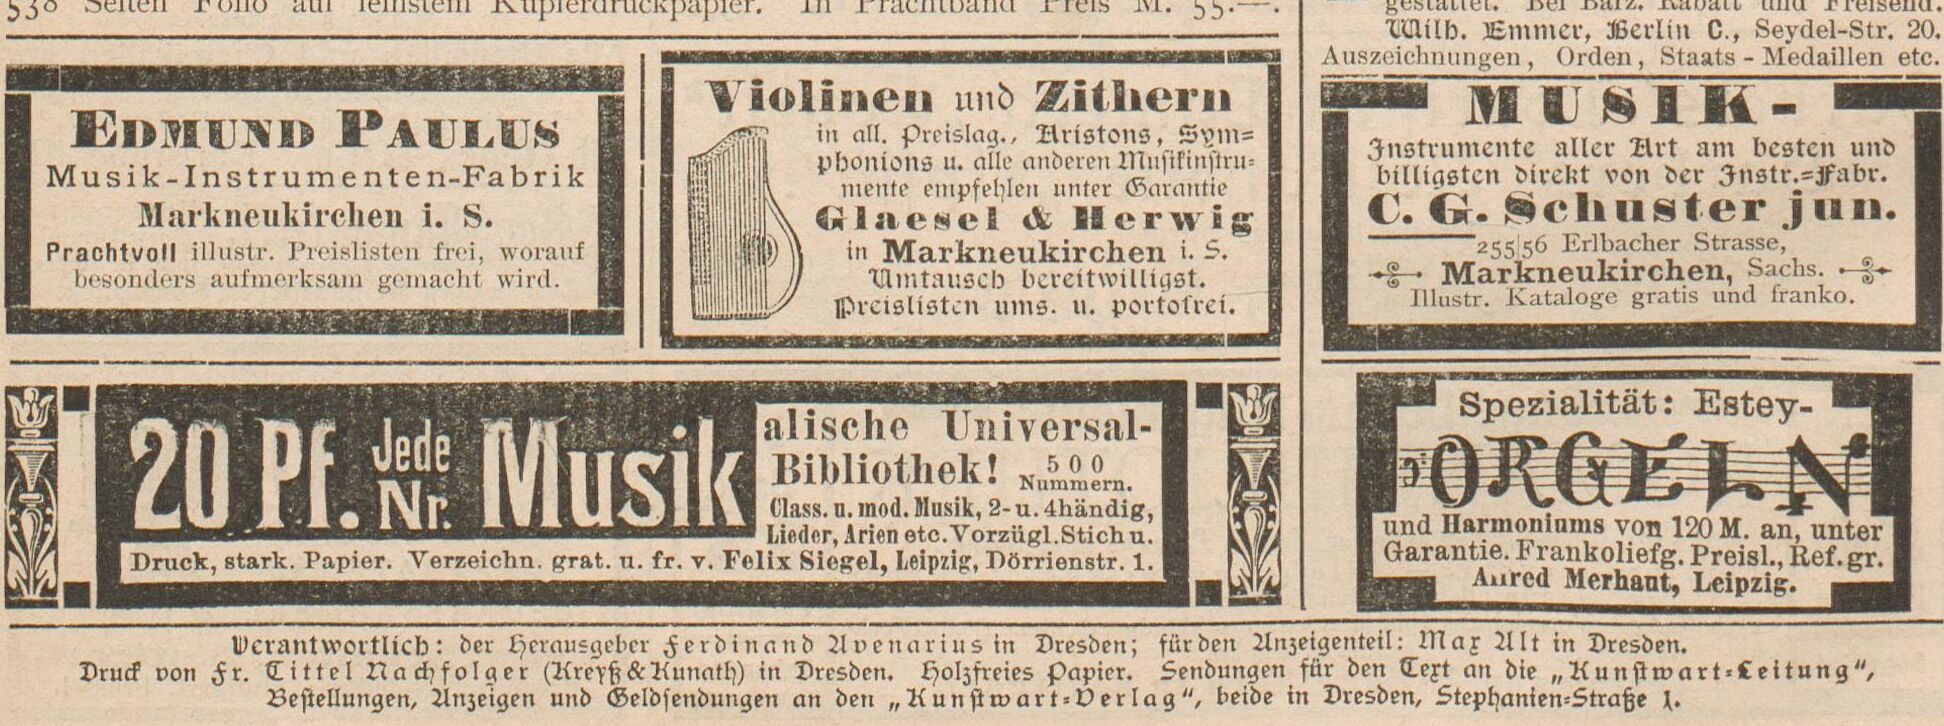 538 Seiten Folio auf feinstem Kupferdruckpapier. In Prachtband Preis M. 55.—.
EDMUND PAULUS
Musik-Instrumenten-Fabrik
Markneukirchen i. S.
Prachtvoll illustr. Preislisten frei, worauf
besonders aufmerksam gemacht wird.
Violinen und Zithern
in all. Preislag., Aristons, Sym=
phonions u. alle anderen Musikinstru=
mente empfehlen unter Garantie
Glaesel & Herwig
in Markneukirchen i. S.
Umtausch bereitwilligst.
Preislisten ums. u. portofrei.
20 Pf. Jede Nr. Musik
alische Universal-
Bibliothek! 500 Nummern.
Class. u. mod. Musik, 2- u. 4händig,
Lieder, Arien etc. Vorzügl. Stich u.
Druck, stark. Papier. Verzeichn. grat. u. fr. v. Felix Siegel, Leipzig, Dörrienstr. 1.
gestattet. Bei Barz. Rabatt und Freisend.
Wilh. Emmer, Berlin C., Seydel-Str. 20.
Auszeichnungen, Orden, Staats-Medaillen etc.
MUSIK-
Instrumente aller Art am besten und
billigsten direkt von der Instr.=Fabr.
C. G. Schuster jun.
255/56 Erlbacher Strasse,
Markneukirchen, Sachs.
Illustr. Kataloge gratis und franko.
Spezialität: Estey-
ORGELN
und Harmoniums von 120 M. an, unter
Garantie. Frankoliefg. Preisl., Ref. gr.
Alfred Merhaut, Leipzig.
Verantwortlich: der Herausgeber Ferdinand Avenarius in Dresden; für den Anzeigenteil: Max Alt in Dresden.
Druck von Fr. Tittel Nachfolger (Kreyß & Kunath) in Dresden. Holzfreies Papier. Sendungen für den Text an die „Kunstwart=Leitung“,
Bestellungen, Anzeigen und Geldsendungen an den „Kunstwart=Verlag“, beide in Dresden, Stephanien=Straße 1.